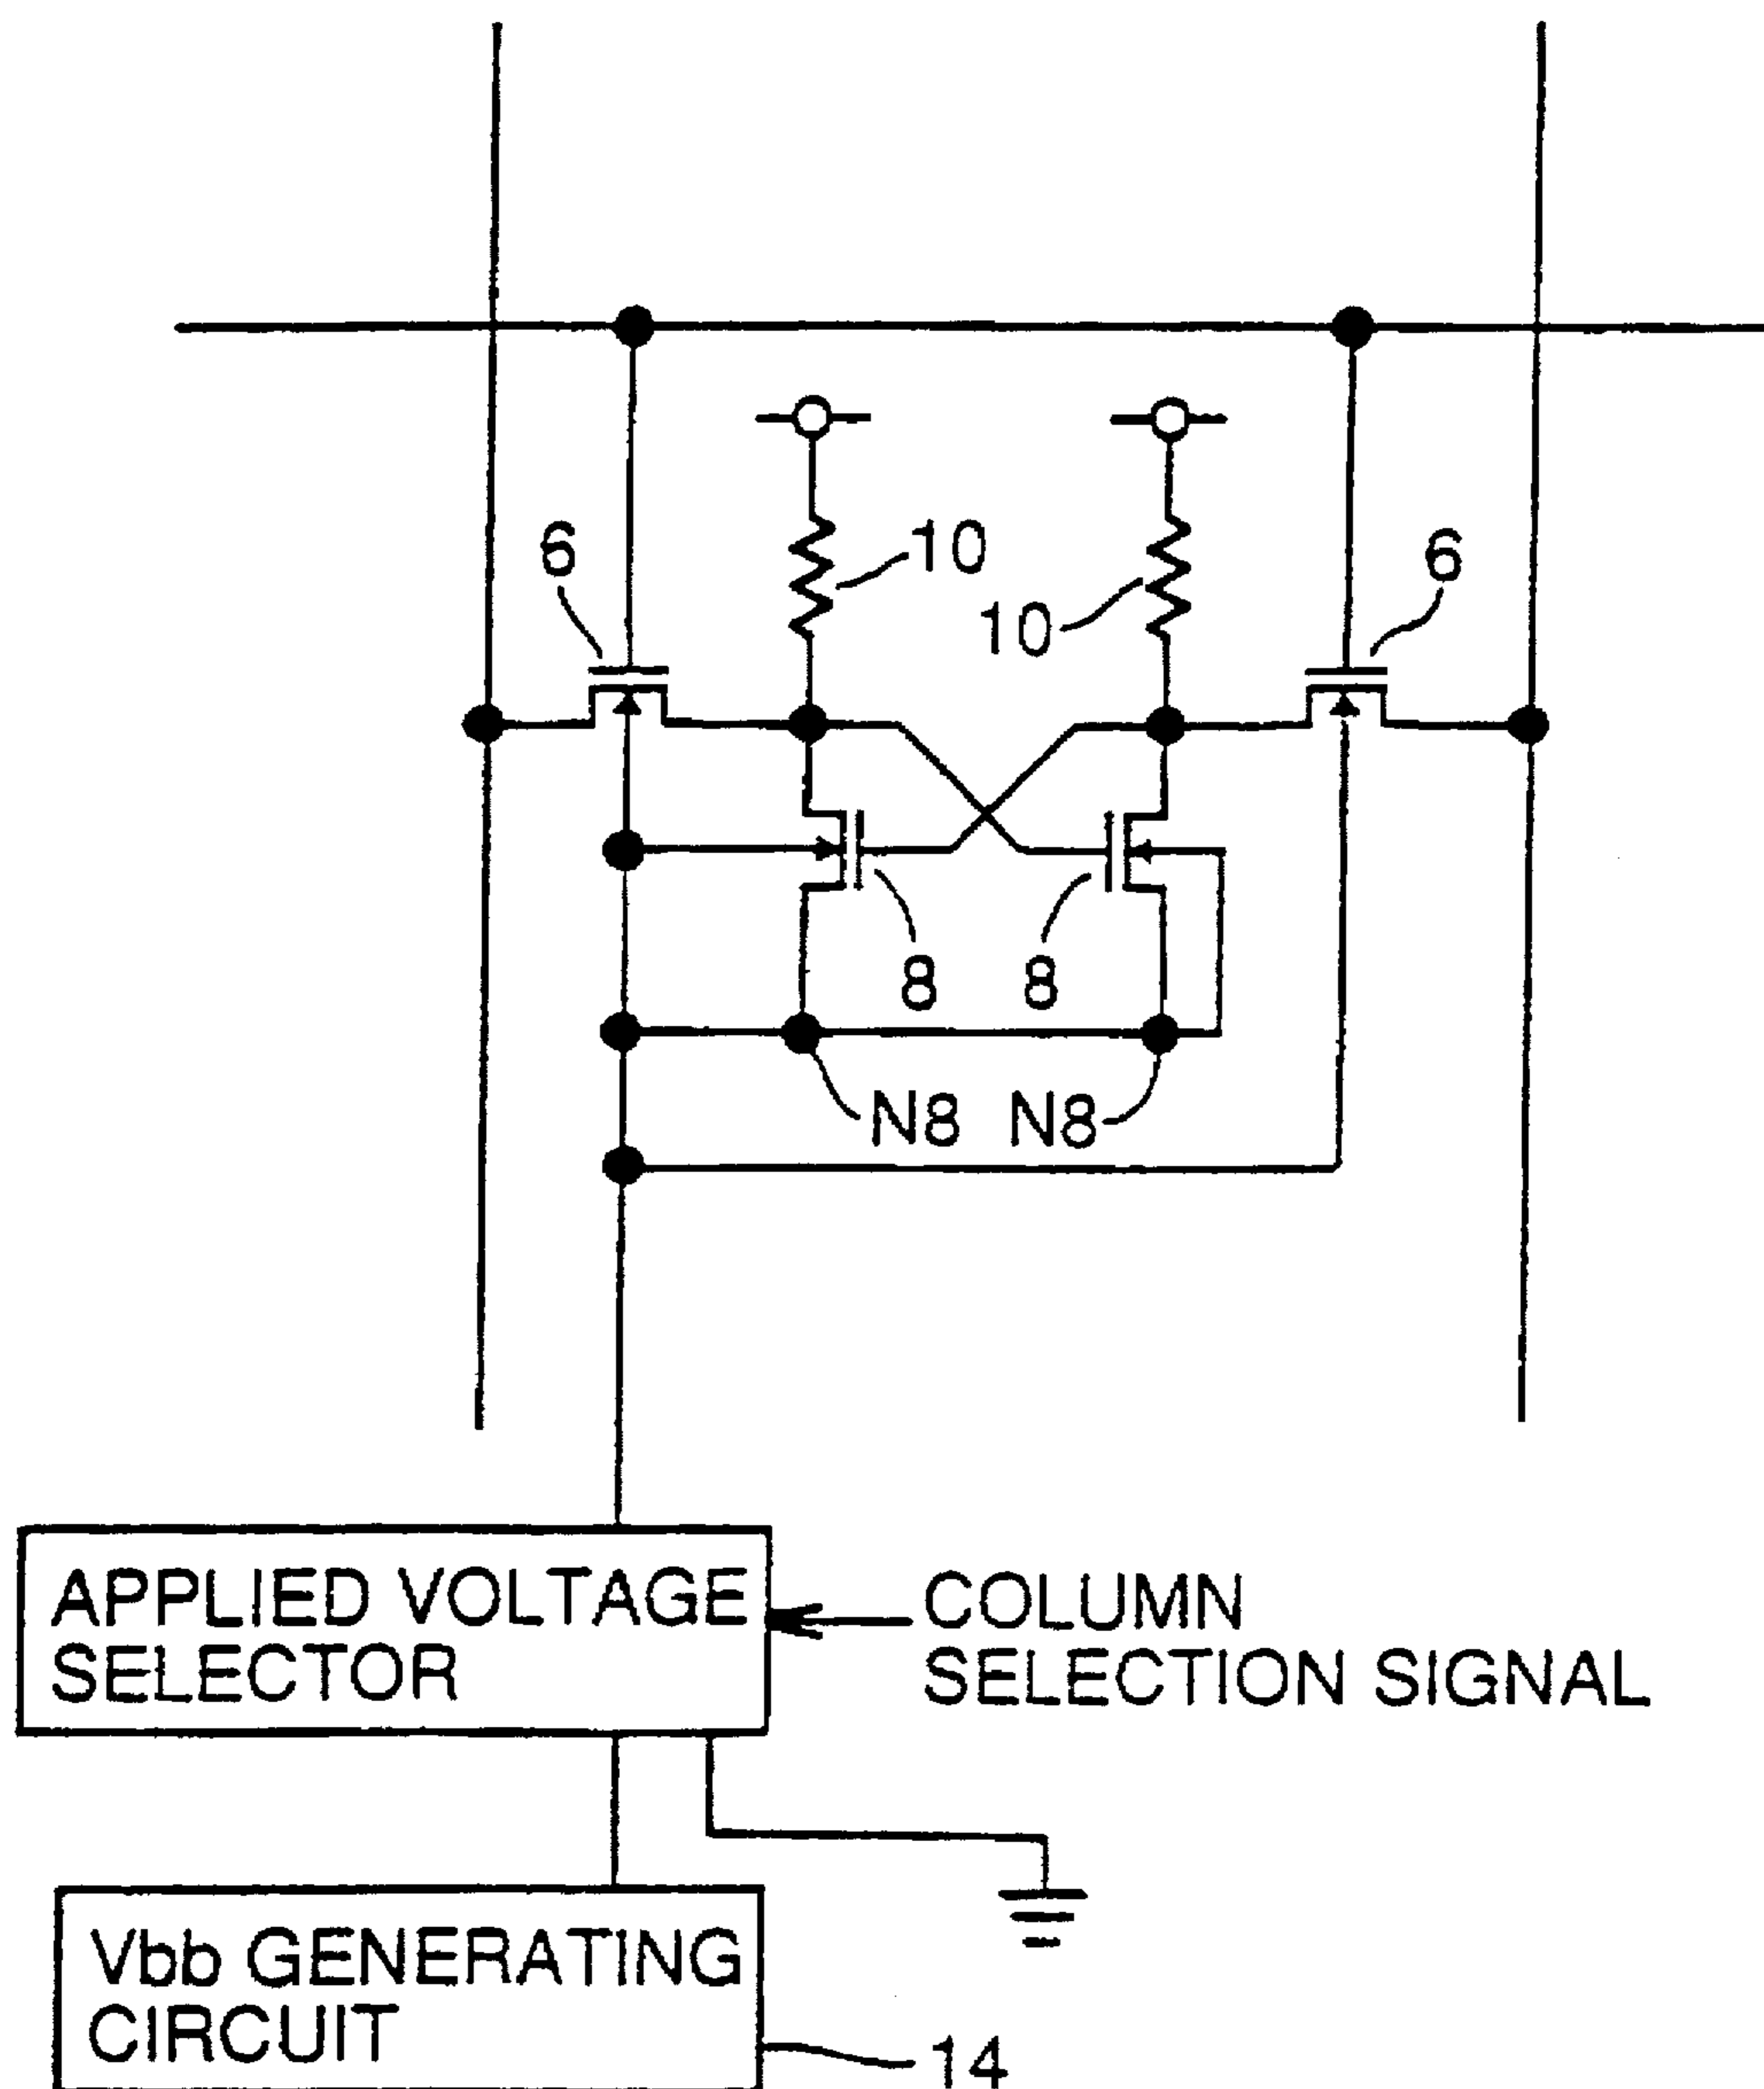 6
10
10
6
8
8
N8
N8
APPLIED VOLTAGE
SELECTOR
COLUMN
SELECTION SIGNAL
Vbb GENERATING
CIRCUIT
14